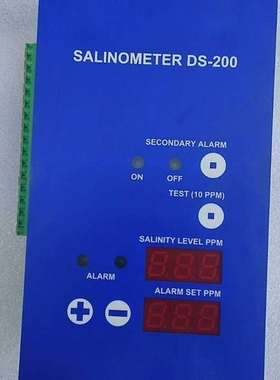 SALINOMETER DS-200
SECONDARY ALARM
ON
OFF
TEST (10 PPM)
SALINITY LEVEL PPM
ALARM
ALARM SET PPM